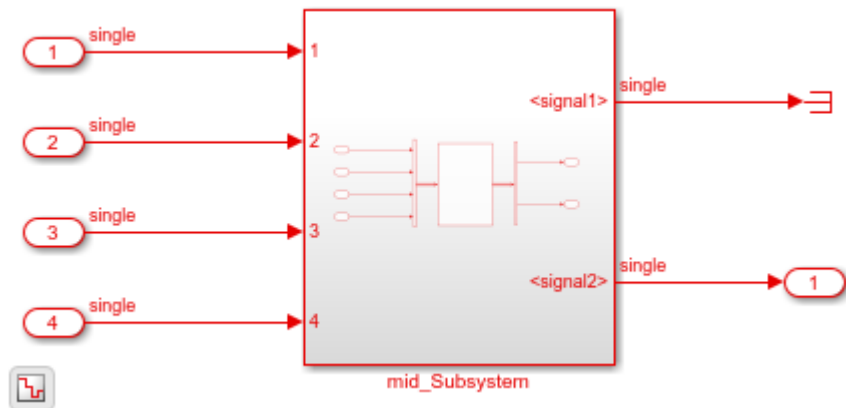 single
1
1
single
<signal1>
single
2
2
single
3
3
single
<signal2>
1
single
4
4
mid_Subsystem